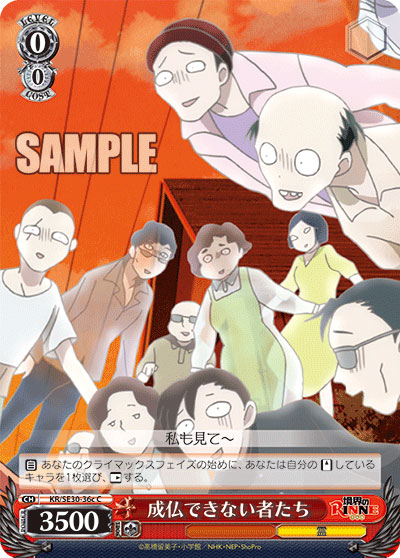 LEVEL
0
0
COST
SAMPLE
私も見て～
あなたのクライマックスフェイズの始めに、あなたは自分の【・】している
キャラを1枚選び、【・】する。
CH
KR/SE30-36c C
成仏できない者たち
境界の
RINNE
3500
霊
©高橋留美子・小学館／NHK・NEP・ShoPro